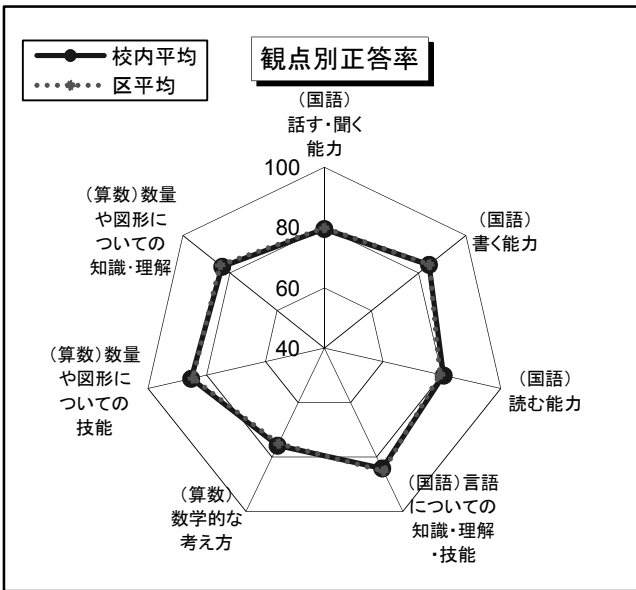 校内平均
区平均
観点別正答率
（国語）
話す・聞く
能力
100
80
60
40
（国語）
書く能力
（国語）
読む能力
（国語）言語
についての
知識・理解
・技能
（算数）
数学的な
考え方
（算数）数量
や図形に
ついての
技能
（算数）数量
や図形に
ついての
知識・理解